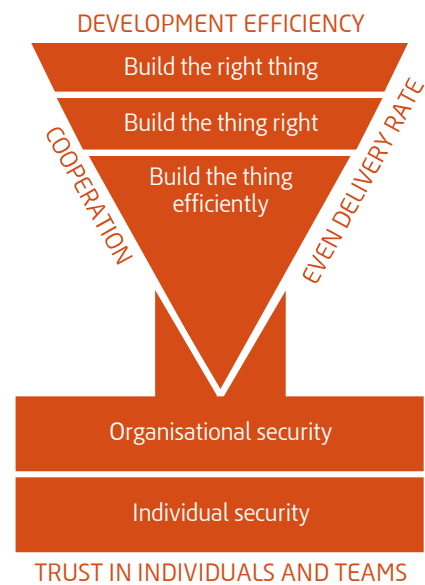 DEVELOPMENT EFFICIENCY
Build the right thing
Build the thing right
COOPERATION
EVEN DELIVERY RATE
Build the thing
efficiently
Organisational security
Individual security
TRUST IN INDIVIDUALS AND TEAMS